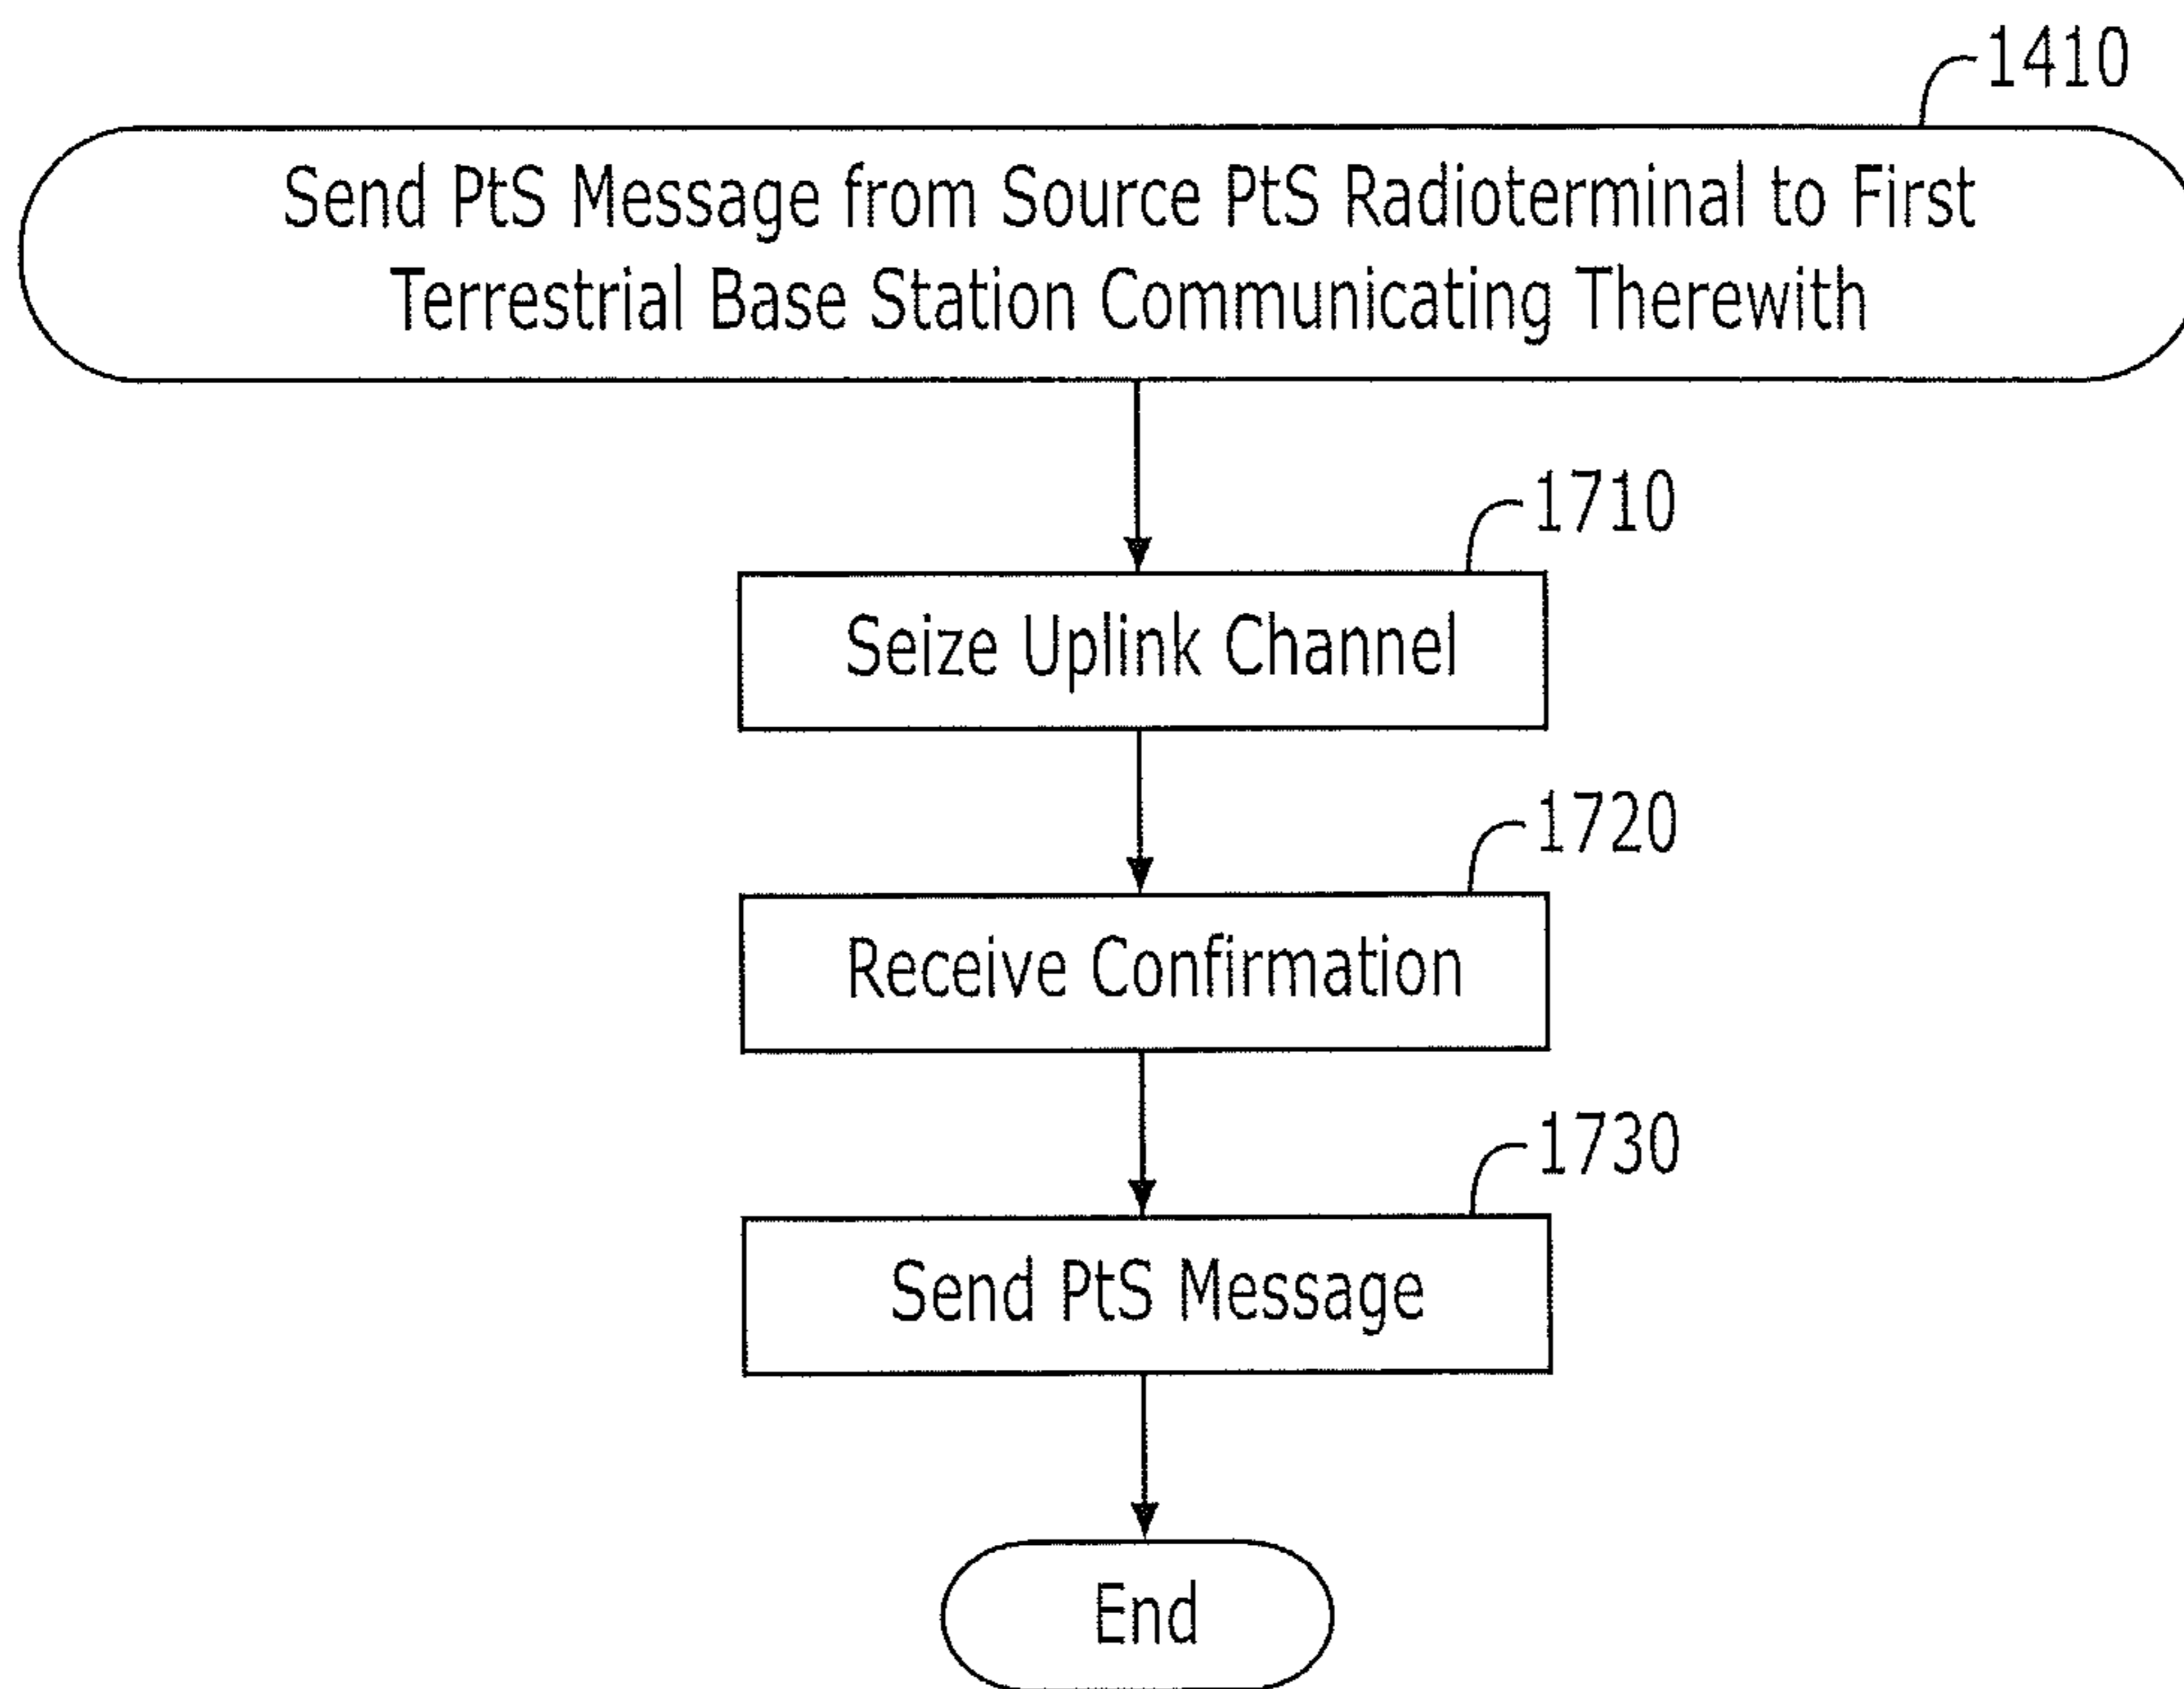 1410
Send PtS Message from Source PtS Radioterminal to First
Terrestrial Base Station Communicating Therewith
1710
Seize Uplink Channel
1720
Receive Confirmation
1730
Send PtS Message
End